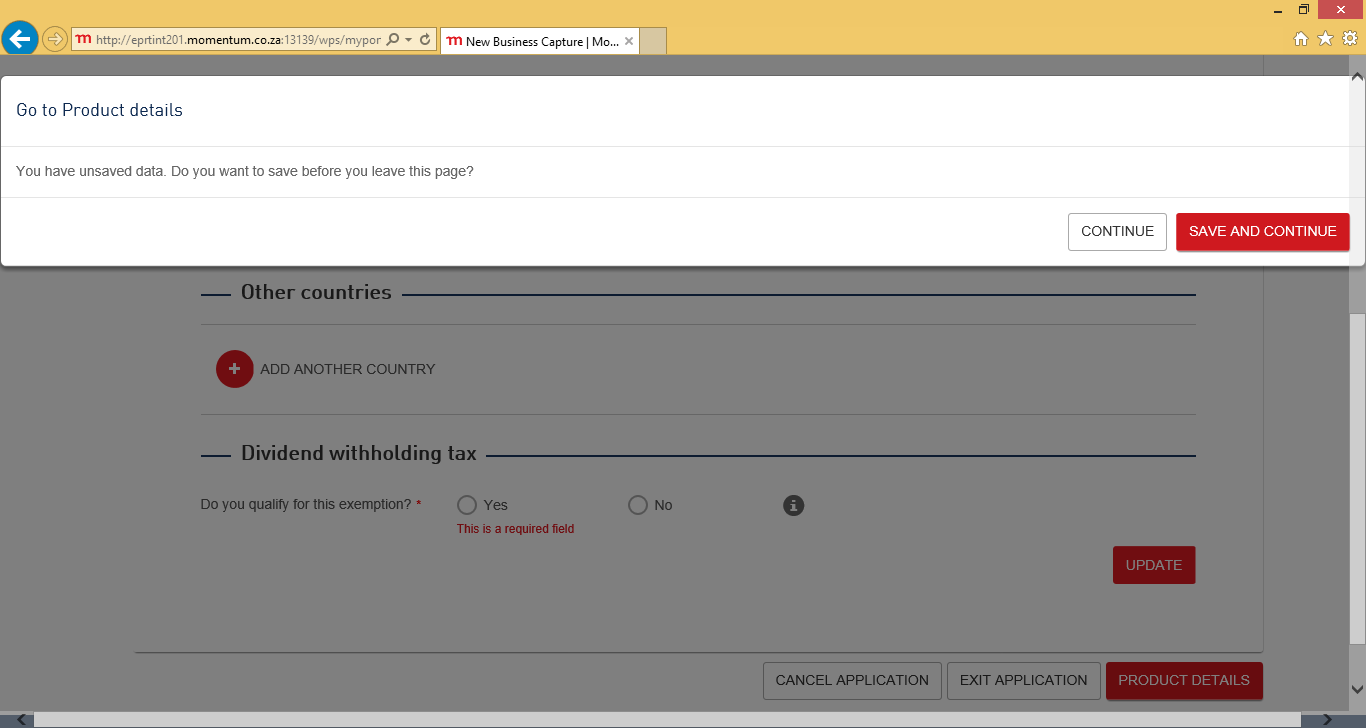 http://eprtint201.momentum.co.za:13139/wps/mypor
New Business Capture | Mo...
Go to Product details
You have unsaved data. Do you want to save before you leave this page?
CONTINUE
SAVE AND CONTINUE
Other countries
ADD ANOTHER COUNTRY
Dividend withholding tax
Do you qualify for this exemption? *
Yes
No
This is a required field
UPDATE
CANCEL APPLICATION
EXIT APPLICATION
PRODUCT DETAILS